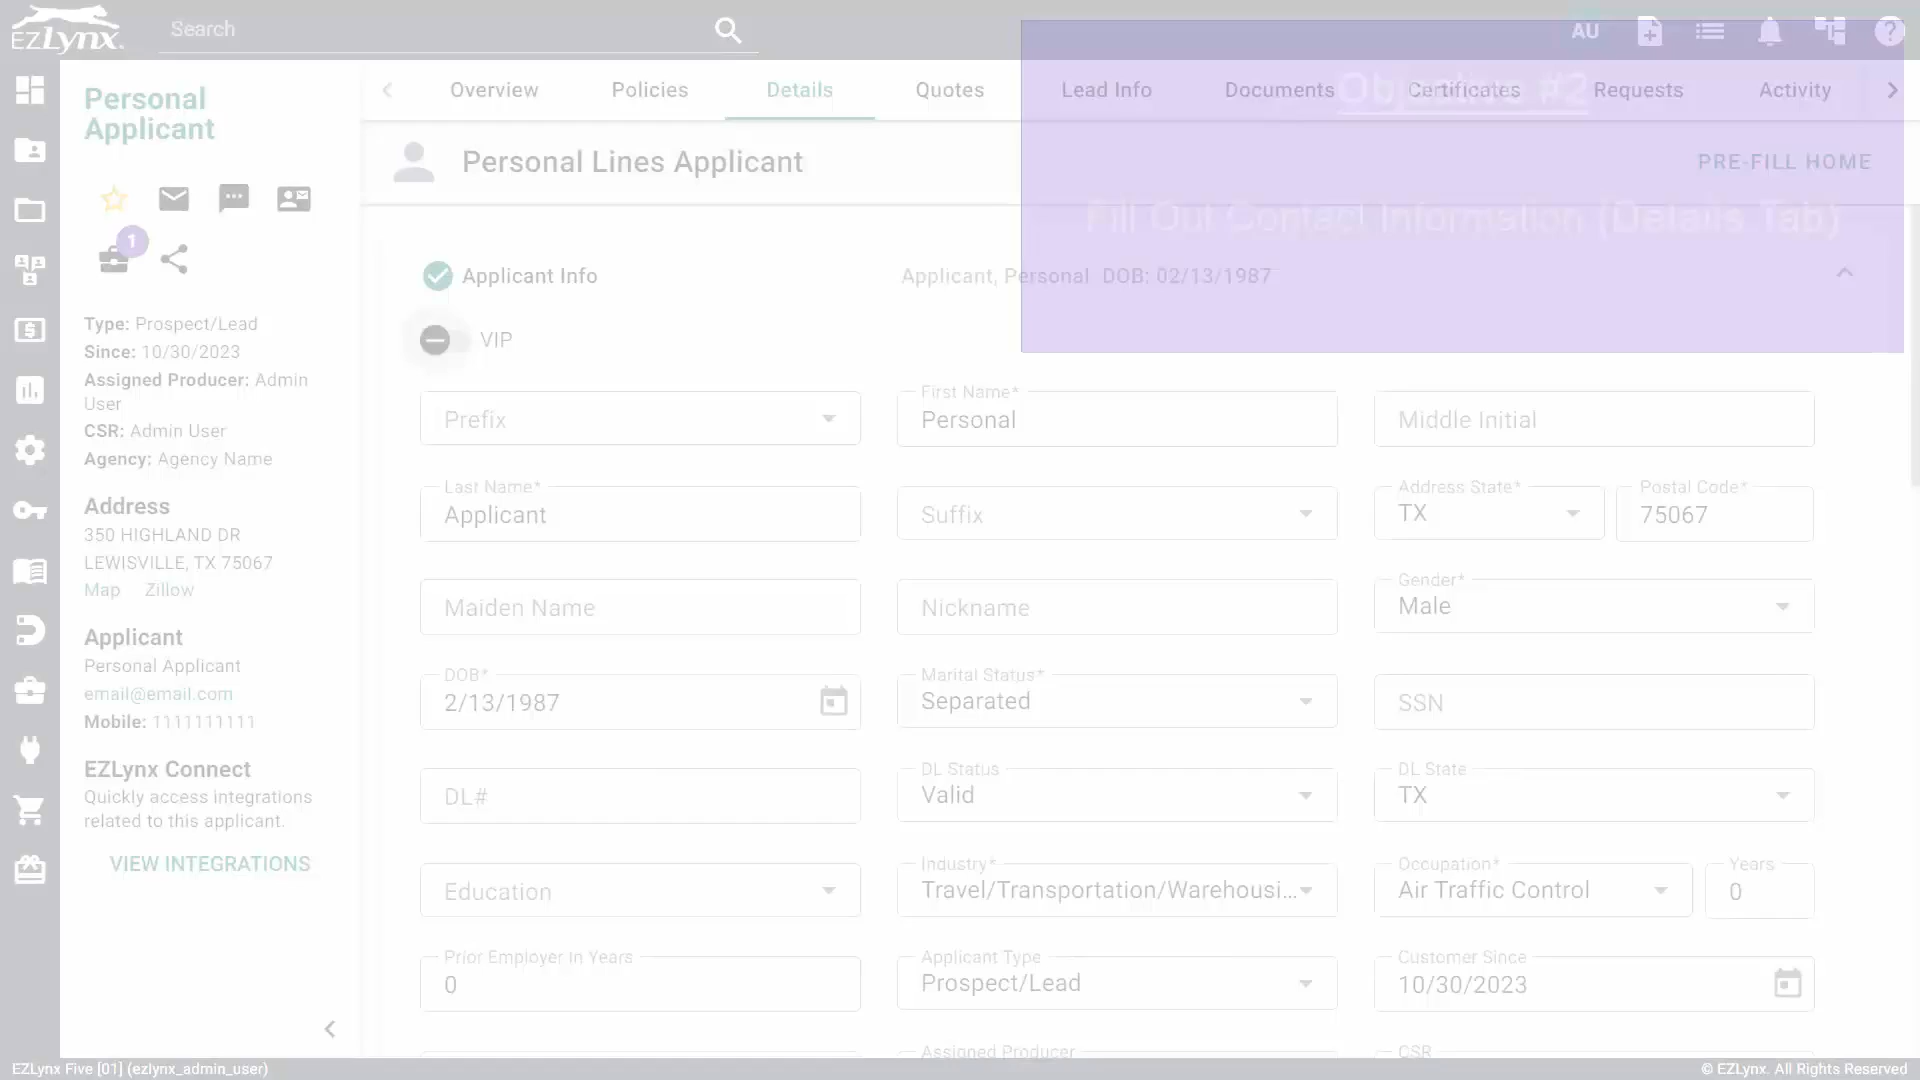 EZLynx
Search
AU
Personal
Applicant
Overview
Policies
Details
Quotes
Lead Info
Documents
Certificates
Requests
Activity
Objective #2
Personal Lines Applicant
PRE-FILL HOME
Fill Out Contact Information (Details Tab)
1
Applicant Info
Applicant, Personal DOB: 02/13/1987
VIP
Type: Prospect/Lead
Since: 10/30/2023
Assigned Producer: Admin
User
CSR: Admin User
Agency: Agency Name
Address
350 HIGHLAND DR
LEWISVILLE, TX 75067
Map Zillow
Applicant
Personal Applicant
email@email.com
Mobile: 1111111111
EZLynx Connect
Quickly access integrations
related to this applicant.
VIEW INTEGRATIONS
Prefix
First Name*
Personal
Middle Initial
Last Name*
Applicant
Suffix
Address State*
TX
Postal Code*
75067
Maiden Name
Nickname
Gender*
Male
DOB*
2/13/1987
Marital Status*
Separated
SSN
DL#
DL Status
Valid
DL State
TX
Education
Industry*
Travel/Transportation/Warehousi...
Occupation*
Air Traffic Control
Years
0
Prior Employer In Years
0
Applicant Type
Prospect/Lead
Customer Since
10/30/2023
Assigned Producer
CSR
EZLynx Five [01] (ezlynx_admin_user)
© EZLynx. All Rights Reserved